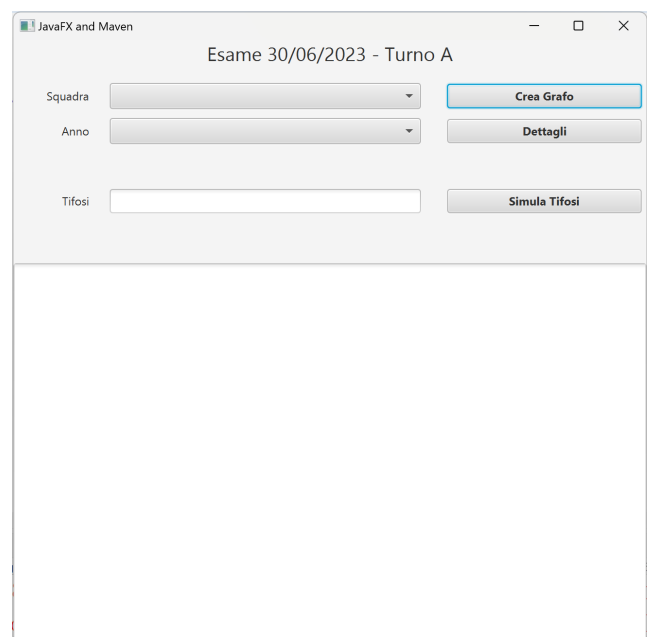 JavaFX and Maven
Esame 30/06/2023 - Turno A
Squadra
Crea Grafo
Anno
Dettagli
Tifosi
Simula Tifosi